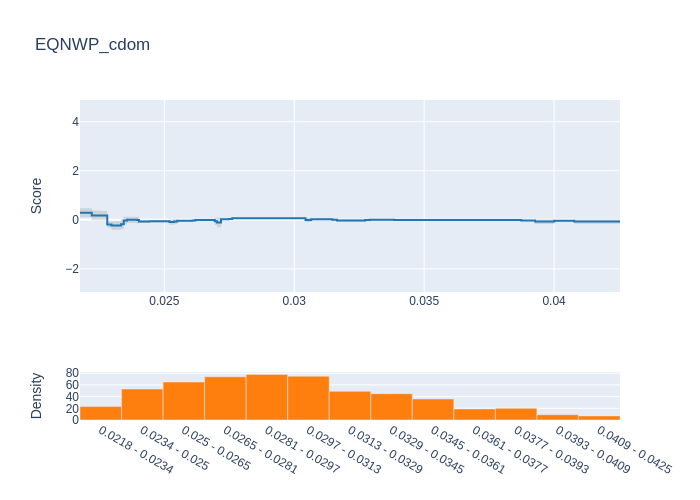 EQNWP_cdom
Score
4
2
0
−2
0.025
0.03
0.035
0.04
Density
80
60
40
20
0
0.0218 - 0.0234
0.0234 - 0.025
0.025 - 0.0265
0.0265 - 0.0281
0.0281 - 0.0297
0.0297 - 0.0313
0.0313 - 0.0329
0.0329 - 0.0345
0.0345 - 0.0361
0.0361 - 0.0377
0.0377 - 0.0393
0.0393 - 0.0409
0.0409 - 0.0425